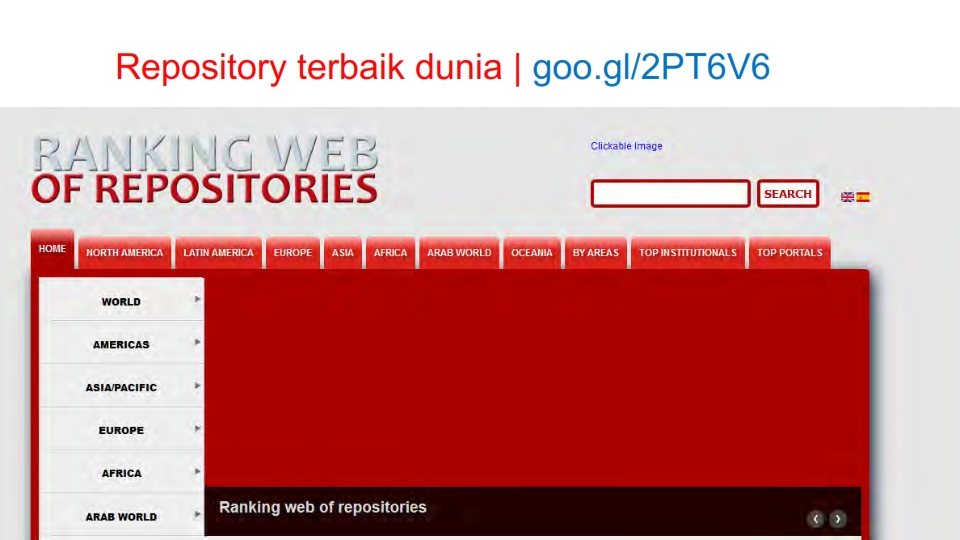 Repository terbaik dunia | goo.gl/2PT6V6
RANKING WEB
OF REPOSITORIES
Clickable Image
SEARCH
HOME NORTH AMERICA LATIN AMERICA EUROPE ASIA AFRICA ARAB WORLD OCEANIA BY AREAS TOP INSTITUTIONALS TOP PORTALS
WORLD
AMERICAS
ASIA/PACIFIC
EUROPE
AFRICA
ARAB WORLD
Ranking web of repositories